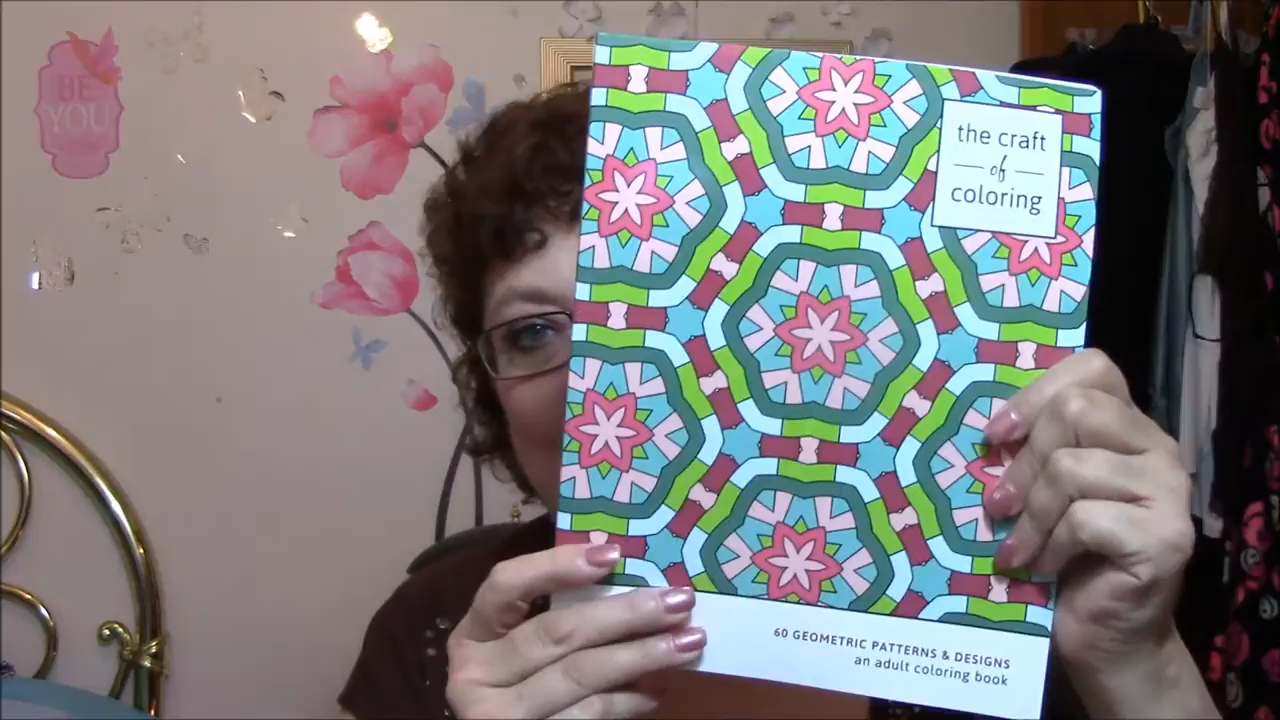 BE
YOU
the craft
of
coloring
60 GEOMETRIC PATTERNS & DESIGNS
an adult coloring book